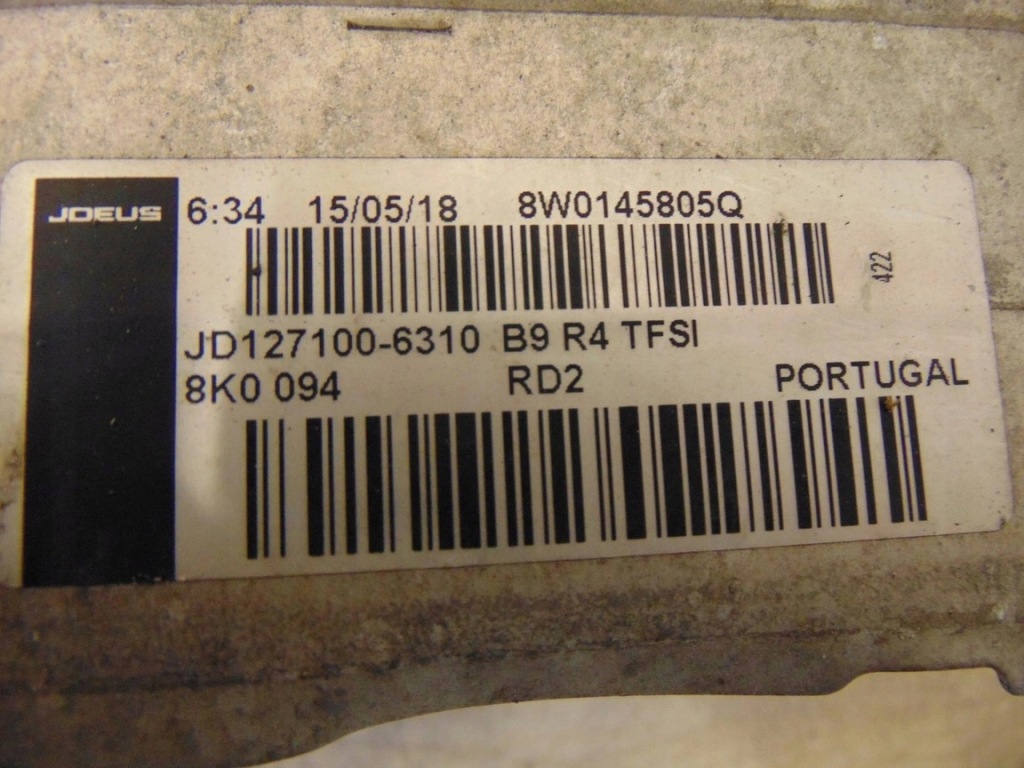 JDEUS 6:34 15/05/18 8W0145805Q
422
JD127100-6310 B9 R4 TFSI
8K0 094 RD2 PORTUGAL